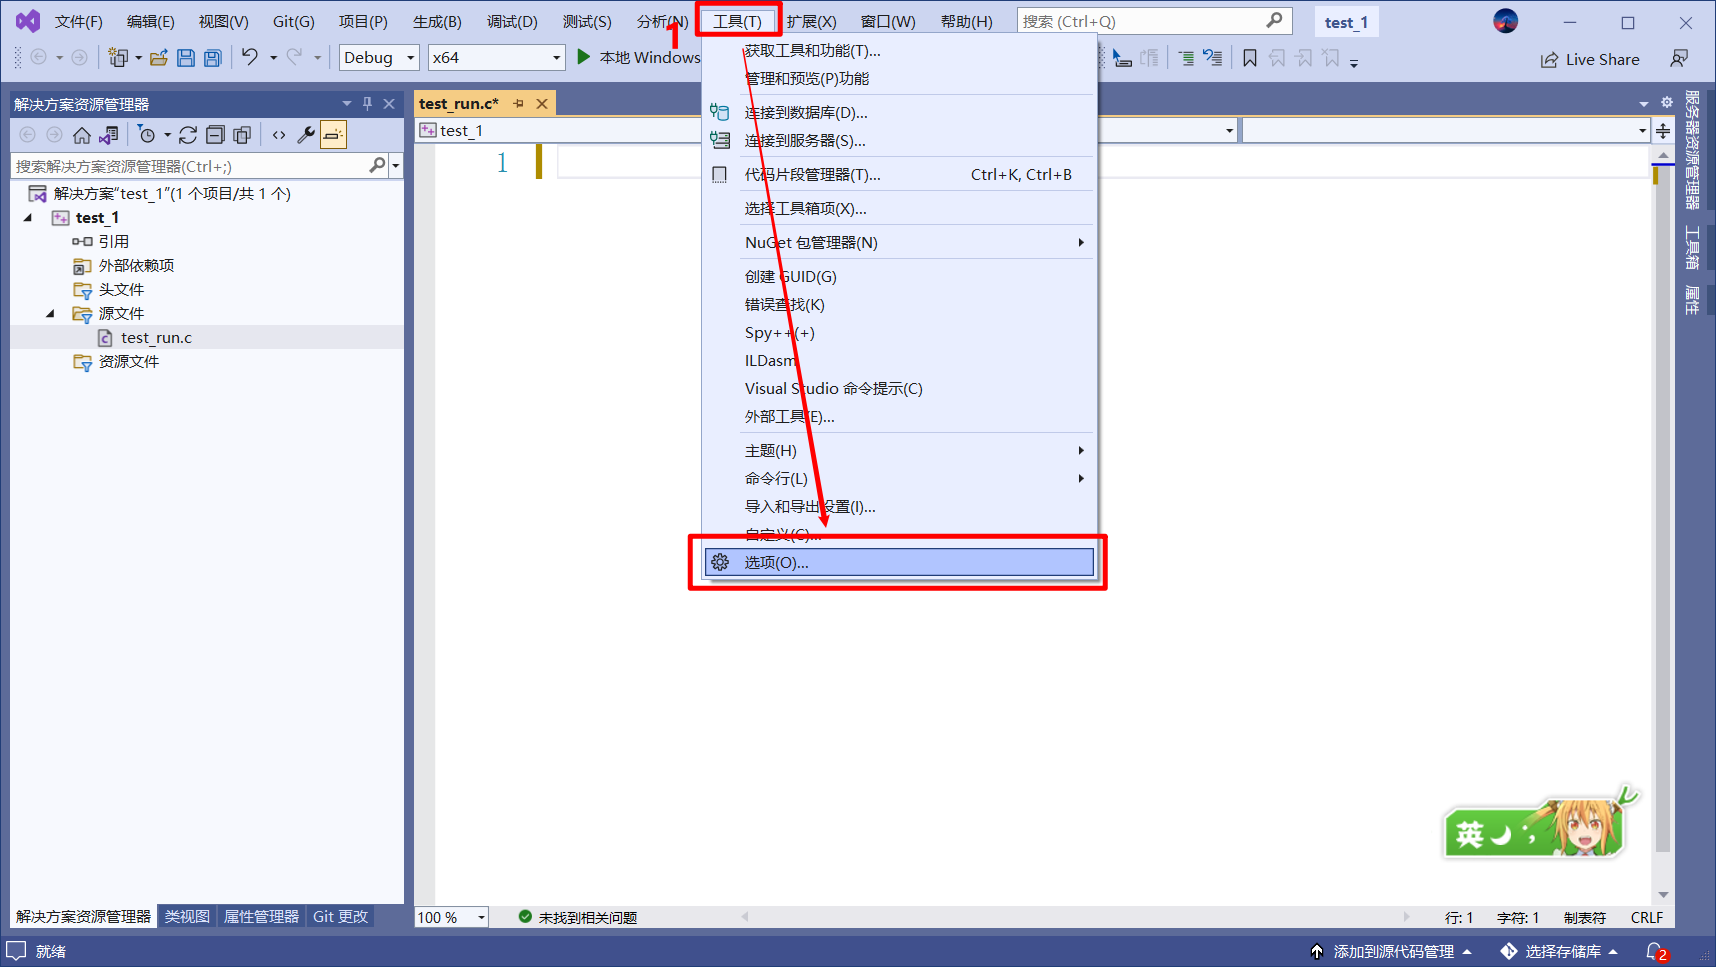 文件(F) 编辑(E) 视图(V) Git(G) 项目(P) 生成(B) 调试(D) 测试(S) 分析(N) 工具(T) 扩展(X) 窗口(W) 帮助(H) 搜索 (Ctrl+Q) test_1
1
Debug x64 本地 Windows Live Share
获取工具和功能(T)...
管理和预览(P)功能
连接到数据库(D)...
连接到服务器(S)...
代码片段管理器(T)... Ctrl+K, Ctrl+B
选择工具箱项(X)...
NuGet 包管理器(N)
创建 GUID(G)
错误查找(K)
Spy++(+)
ILDasm
Visual Studio 命令提示(C)
外部工具(E)...
主题(H)
命令行(L)
导入和导出设置(I)...
自定义(C)...
选项(O)...
解决方案资源管理器
搜索解决方案资源管理器(Ctrl+;)
解决方案"test_1"(1 个项目/共 1 个)
test_1
引用
外部依赖项
头文件
源文件
test_run.c
资源文件
test_run.c*
test_1
1
服务器资源管理器
工具箱
属性
英
解决方案资源管理器 类视图 属性管理器 Git 更改
100 % 未找到相关问题 行: 1 字符: 1 制表符 CRLF
就绪 添加到源代码管理 选择存储库 2